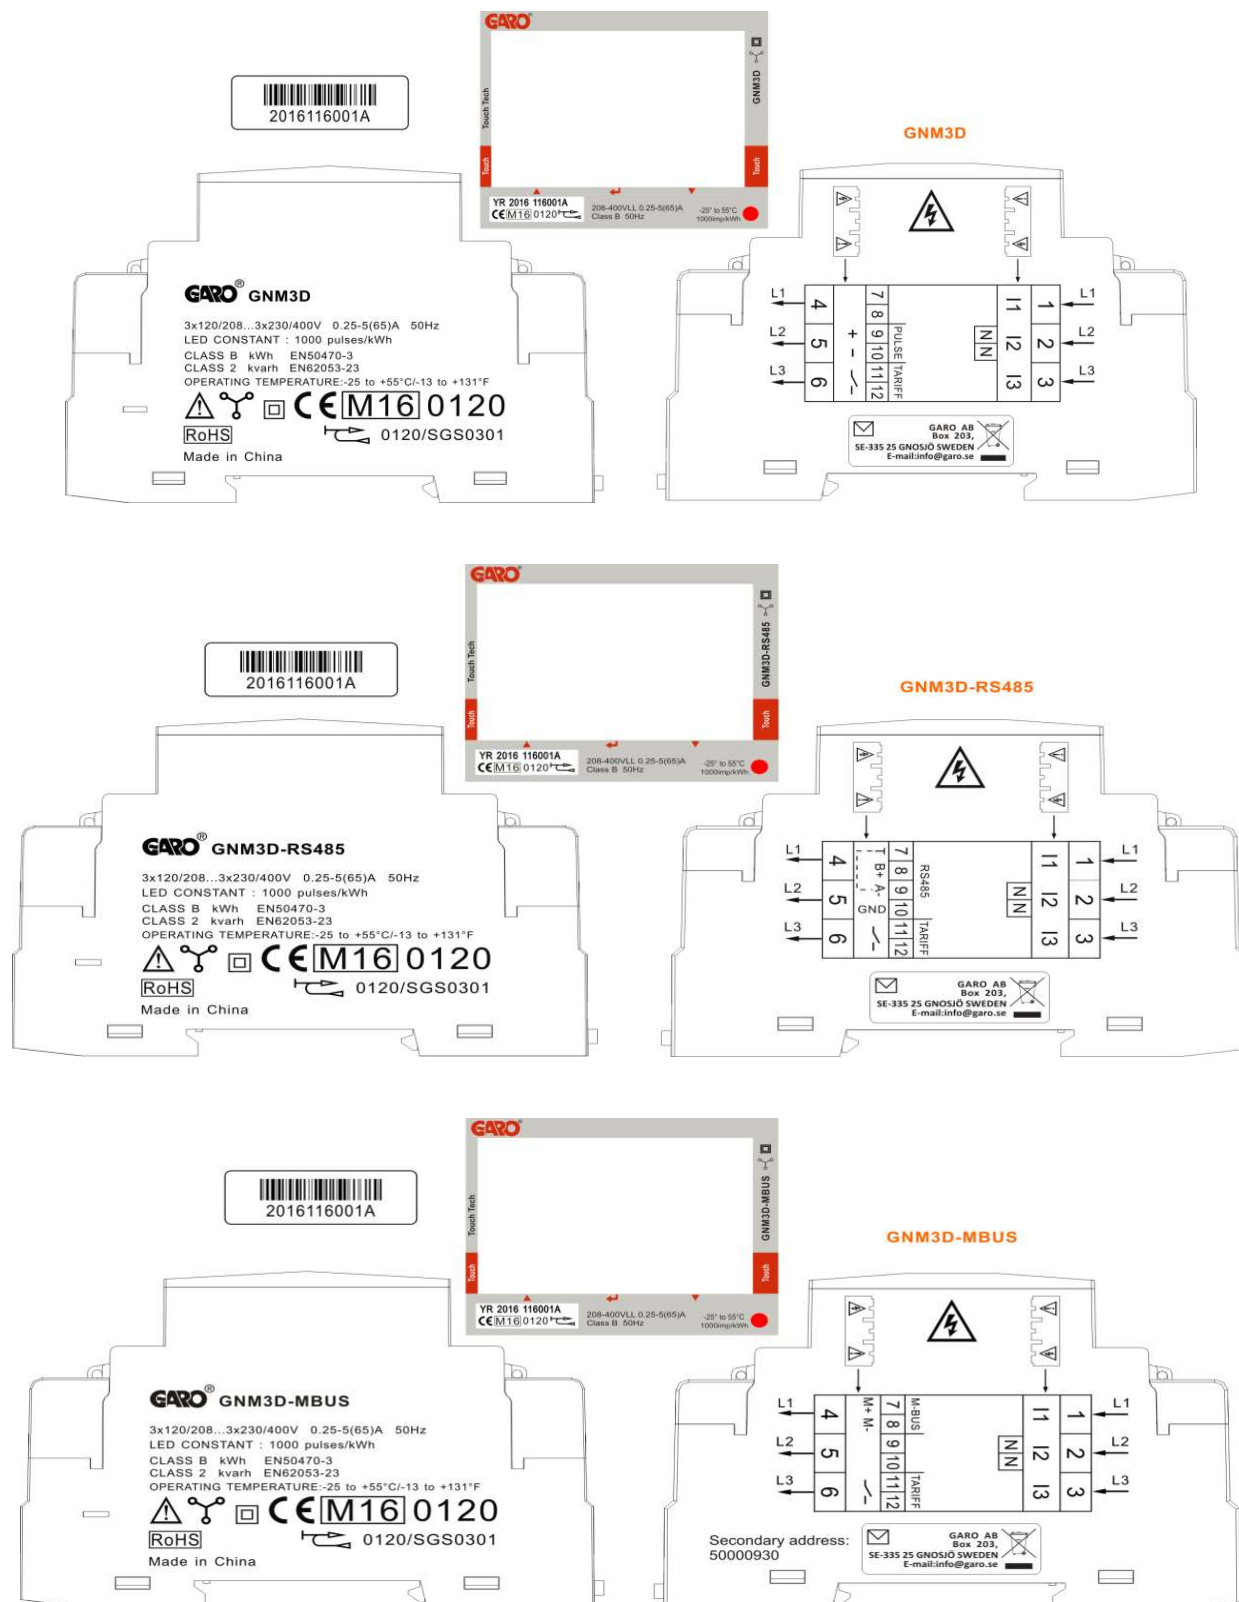 GARO®
GNM3D
Touch Tech
Touch
Touch
YR 2016 116001A
CE M16 0120
208-400VLL 0.25-5(65)A
Class B 50Hz
-25° to 55°C
1000imp/kWh
2016116001A
GARO® GNM3D
3x120/208...3x230/400V 0.25-5(65)A 50Hz
LED CONSTANT : 1000 pulses/kWh
CLASS B kWh EN50470-3
CLASS 2 kvarh EN62053-23
OPERATING TEMPERATURE:-25 to +55°C/-13 to +131°F
CE M16 0120
RoHS 0120/SGS0301
Made in China
GNM3D
L1 4 7 8 I1 1 L1
L2 5 + - 9 10 PULSE N N I2 2 L2
L3 6 11 12 TARIFF I3 3 L3
GARO AB
Box 203,
SE-335 25 GNOSJÖ SWEDEN
E-mail:info@garo.se
GARO®
GNM3D-RS485
Touch Tech
Touch
Touch
YR 2016 116001A
CE M16 0120
208-400VLL 0.25-5(65)A
Class B 50Hz
-25° to 55°C
1000imp/kWh
2016116001A
GARO® GNM3D-RS485
3x120/208...3x230/400V 0.25-5(65)A 50Hz
LED CONSTANT : 1000 pulses/kWh
CLASS B kWh EN50470-3
CLASS 2 kvarh EN62053-23
OPERATING TEMPERATURE:-25 to +55°C/-13 to +131°F
CE M16 0120
RoHS 0120/SGS0301
Made in China
GNM3D-RS485
L1 4 T B+ 7 8 RS485 I1 1 L1
L2 5 A- GND 9 10 N N I2 2 L2
L3 6 11 12 TARIFF I3 3 L3
GARO AB
Box 203,
SE-335 25 GNOSJÖ SWEDEN
E-mail:info@garo.se
GARO®
GNM3D-MBUS
Touch Tech
Touch
Touch
YR 2016 116001A
CE M16 0120
208-400VLL 0.25-5(65)A
Class B 50Hz
-25° to 55°C
1000imp/kWh
2016116001A
GARO® GNM3D-MBUS
3x120/208...3x230/400V 0.25-5(65)A 50Hz
LED CONSTANT : 1000 pulses/kWh
CLASS B kWh EN50470-3
CLASS 2 kvarh EN62053-23
OPERATING TEMPERATURE:-25 to +55°C/-13 to +131°F
CE M16 0120
RoHS 0120/SGS0301
Made in China
GNM3D-MBUS
L1 4 M+ M- 7 8 M-BUS I1 1 L1
L2 5 9 10 N N I2 2 L2
L3 6 11 12 TARIFF I3 3 L3
Secondary address:
50000930
GARO AB
Box 203,
SE-335 25 GNOSJÖ SWEDEN
E-mail:info@garo.se